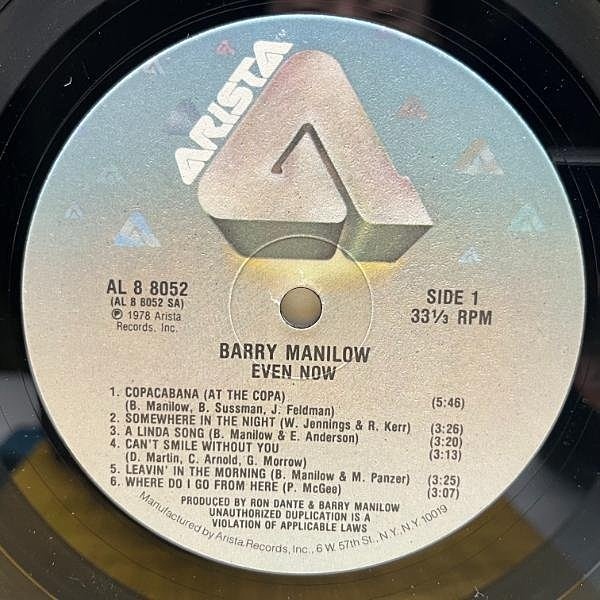 ARISTA™
AL 8 8052
(AL 8 8052 SA)
℗ 1978 Arista
Records, Inc.
SIDE 1
33⅓ RPM
BARRY MANILOW
EVEN NOW
1. COPACABANA (AT THE COPA)
(B. Manilow, B. Sussman, J. Feldman) (5:46)
2. SOMEWHERE IN THE NIGHT (W. Jennings & R. Kerr) (3:26)
3. A LINDA SONG (B. Manilow & E. Anderson) (3:20)
4. CAN'T SMILE WITHOUT YOU (3:13)
(D. Martin, C. Arnold, G. Morrow)
5. LEAVIN' IN THE MORNING (B. Manilow & M. Panzer) (3:25)
6. WHERE DO I GO FROM HERE (P. McGee) (3:07)
PRODUCED BY RON DANTE & BARRY MANILOW
UNAUTHORIZED DUPLICATION IS A
VIOLATION OF APPLICABLE LAWS
Manufactured by Arista Records, Inc., 6 W. 57th St., N.Y., N.Y. 10019